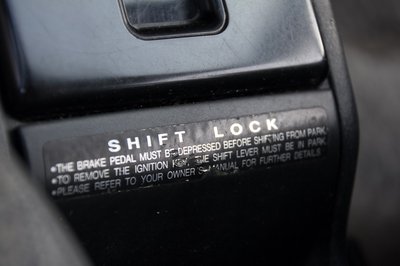 SHIFT LOCK
•THE BRAKE PEDAL MUST BE DEPRESSED BEFORE SHIFTING FROM PARK
•TO REMOVE THE IGNITION KEY, THE SHIFT LEVER MUST BE IN PARK
•PLEASE REFER TO YOUR OWNER'S MANUAL FOR FURTHER DETAILS